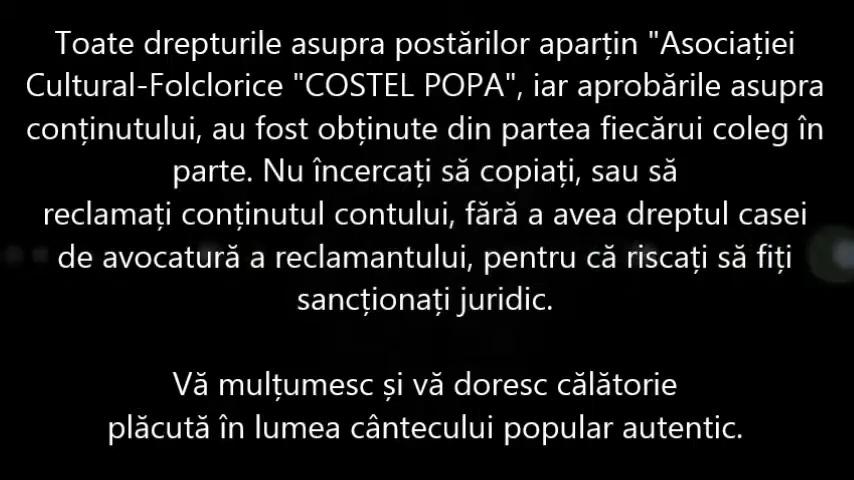 Toate drepturile asupra postărilor aparțin "Asociației
Cultural-Folclorice "COSTEL POPA", iar aprobările asupra
conținutului, au fost obținute din partea fiecărui coleg în
parte. Nu încercați să copiați, sau să
reclamați conținutul contului, fără a avea dreptul casei
de avocatură a reclamantului, pentru că riscați să fiți
sancționați juridic.
Vă mulțumesc și vă doresc călătorie
plăcută în lumea cântecului popular autentic.